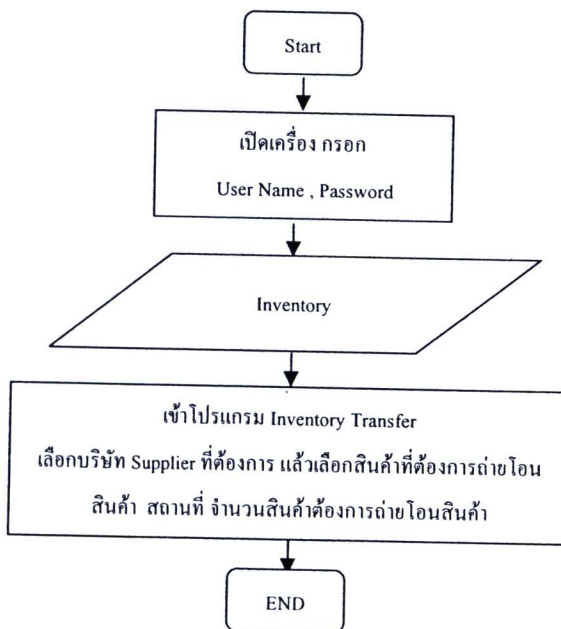 Start
เปิดเครื่อง กรอก
User Name , Password
Inventory
เข้าโปรแกรม Inventory Transfer
เลือกบริษัท Supplier ที่ต้องการ แล้วเลือกสินค้าที่ต้องการถ่ายโอน
สินค้า สถานที่ จำนวนสินค้าต้องการถ่ายโอนสินค้า
END